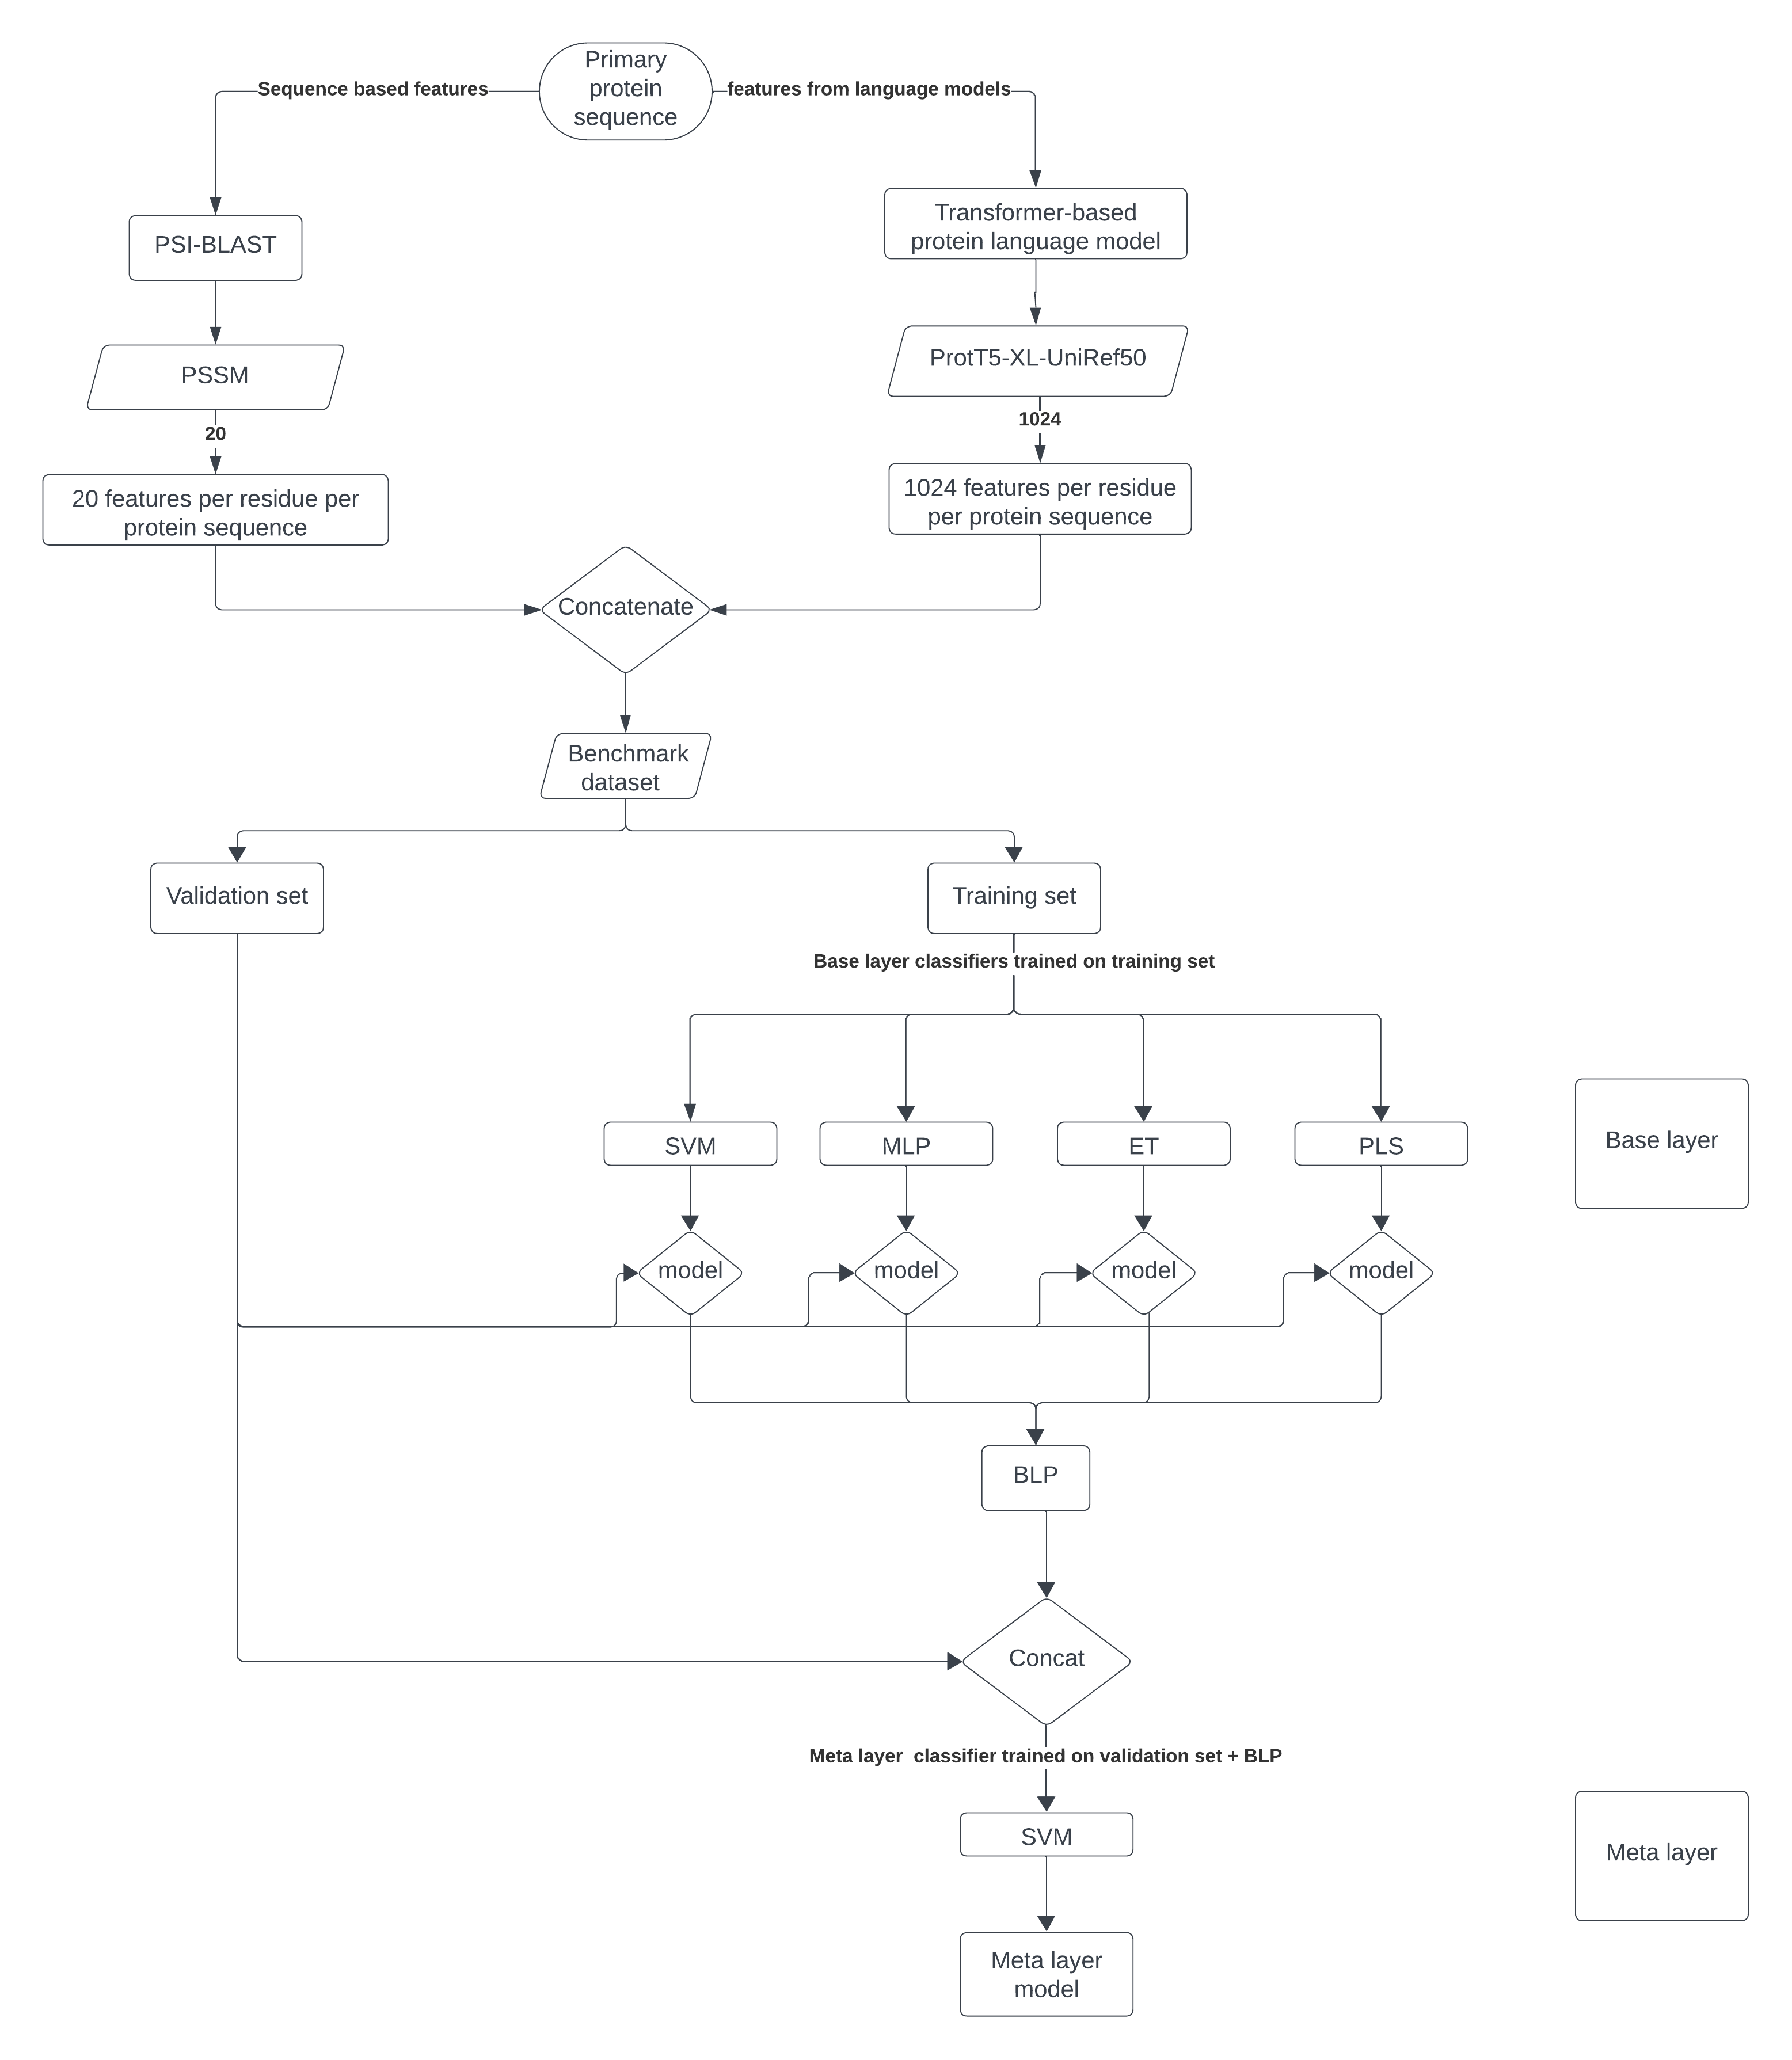 Primary
protein
sequence
Sequence based features
features from language models
PSI-BLAST
Transformer-based
protein language model
PSSM
ProtT5-XL-UniRef50
20
1024
20 features per residue per
protein sequence
1024 features per residue
per protein sequence
Concatenate
Benchmark
dataset
Validation set
Training set
Base layer classifiers trained on training set
SVM
MLP
ET
PLS
Base layer
model
model
model
model
BLP
Concat
Meta layer  classifier trained on validation set + BLP
SVM
Meta layer
Meta layer
model